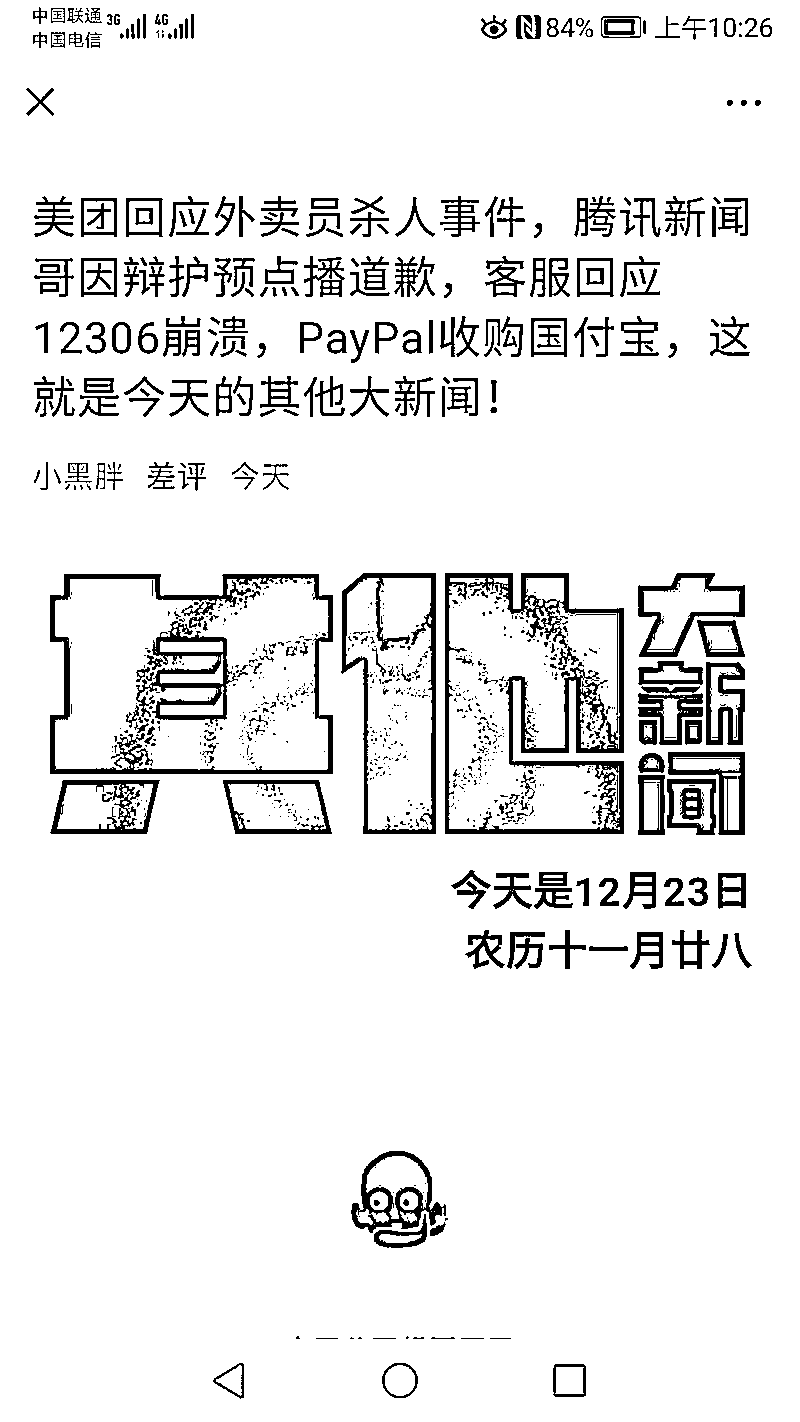 中国联通 3G 4G
中国电信
84% 上午10:26
美团回应外卖员杀人事件，腾讯新闻
哥因辩护预点播道歉，客服回应
12306崩溃，PayPal收购国付宝，这
就是今天的其他大新闻！
小黑胖 差评 今天
其他大新闻
今天是12月23日
农历十一月廿八